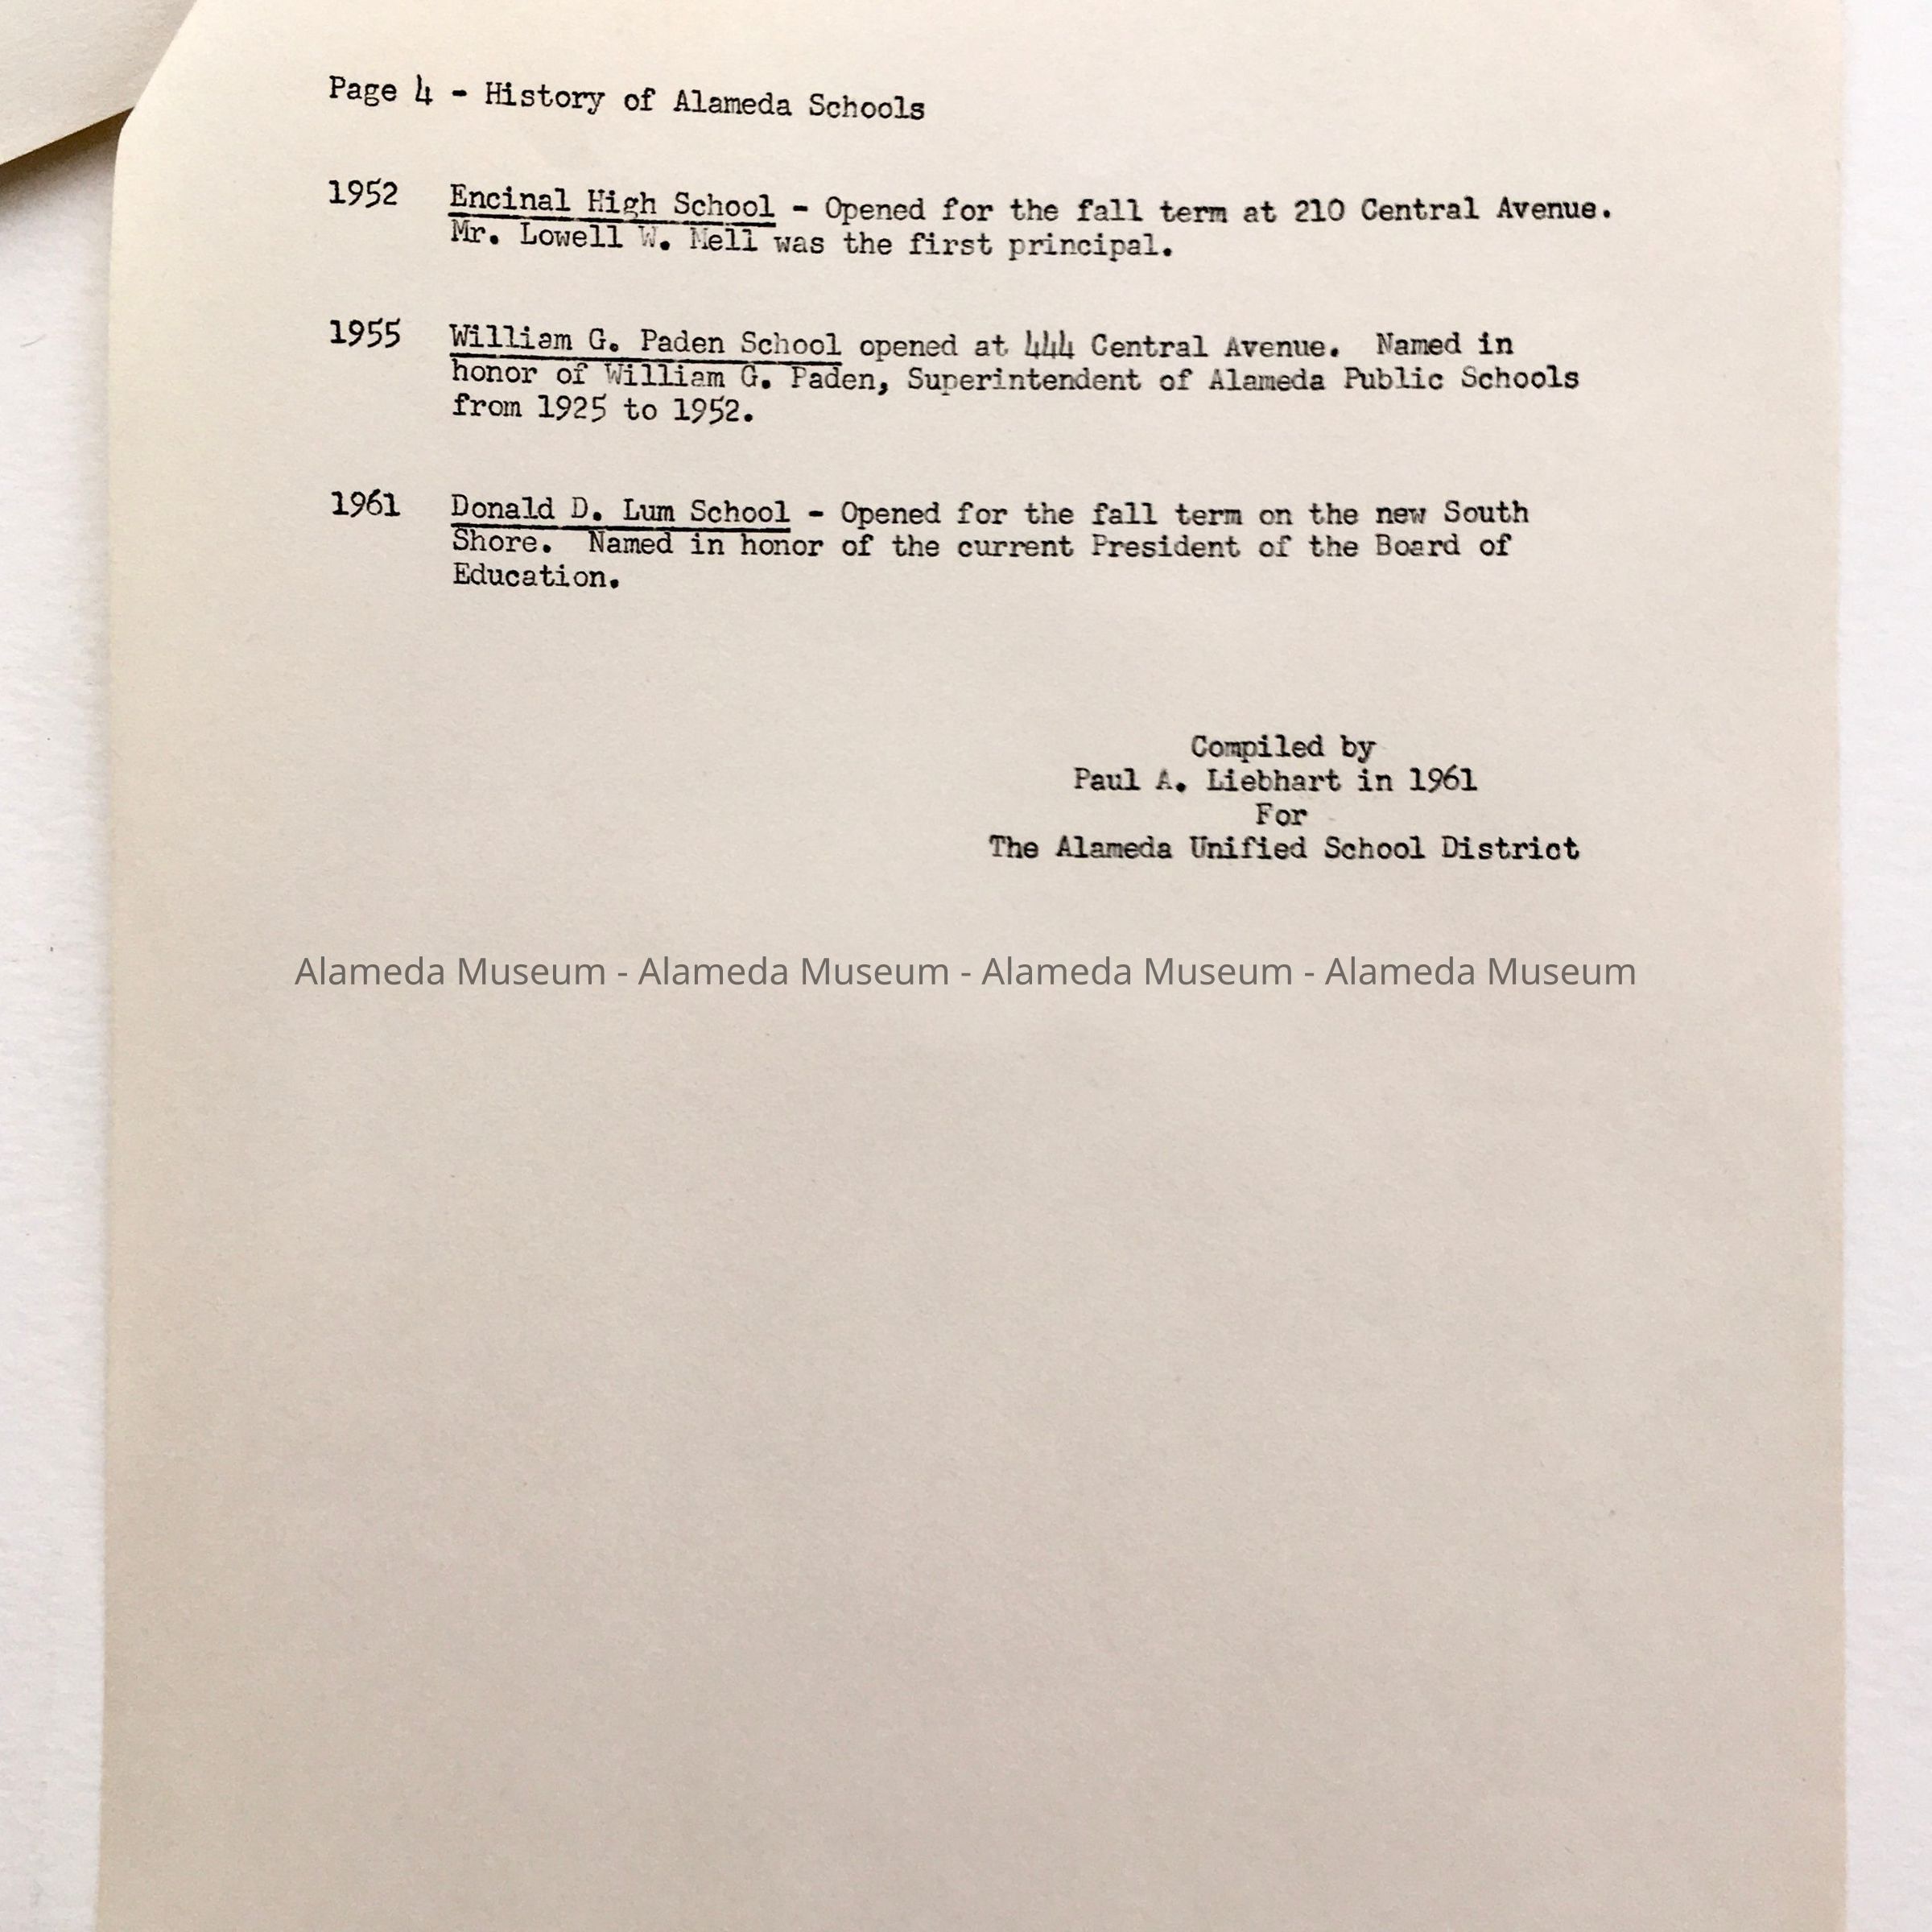 Page 4 - History of Alameda Schools
1952 Encinal High School - Opened for the fall term at 210 Central Avenue.
Mr. Lowell W. Mell was the first principal.
1955 William G. Paden School opened at 444 Central Avenue. Named in
honor of William G. Paden, Superintendent of Alameda Public Schools
from 1925 to 1952.
1961 Donald D. Lum School - Opened for the fall term on the new South
Shore. Named in honor of the current President of the Board of
Education.
Compiled by
Paul A. Liebhart in 1961
For
The Alameda Unified School District
Alameda Museum - Alameda Museum - Alameda Museum - Alameda Museum